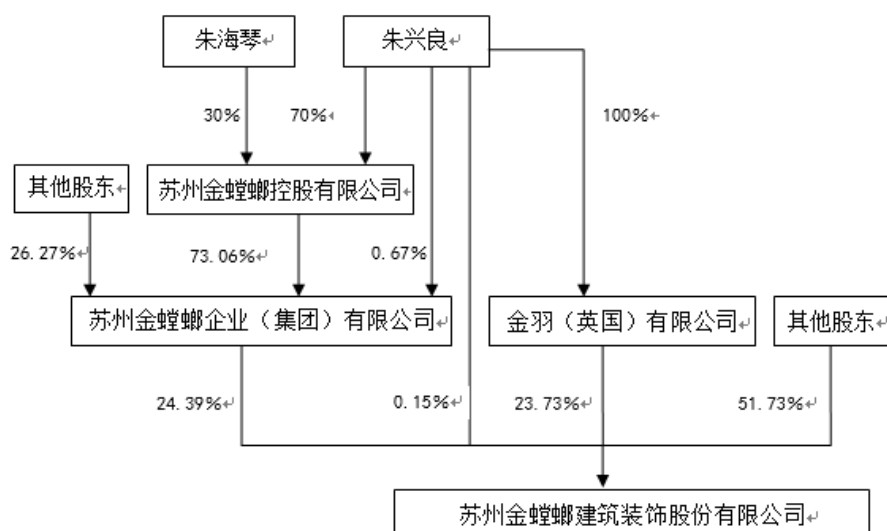 朱海琴
朱兴良
30%
70%
100%
其他股东
苏州金螳螂控股有限公司
26.27%
73.06%
0.67%
苏州金螳螂企业（集团）有限公司
金羽（英国）有限公司
其他股东
24.39%
0.15%
23.73%
51.73%
苏州金螳螂建筑装饰股份有限公司